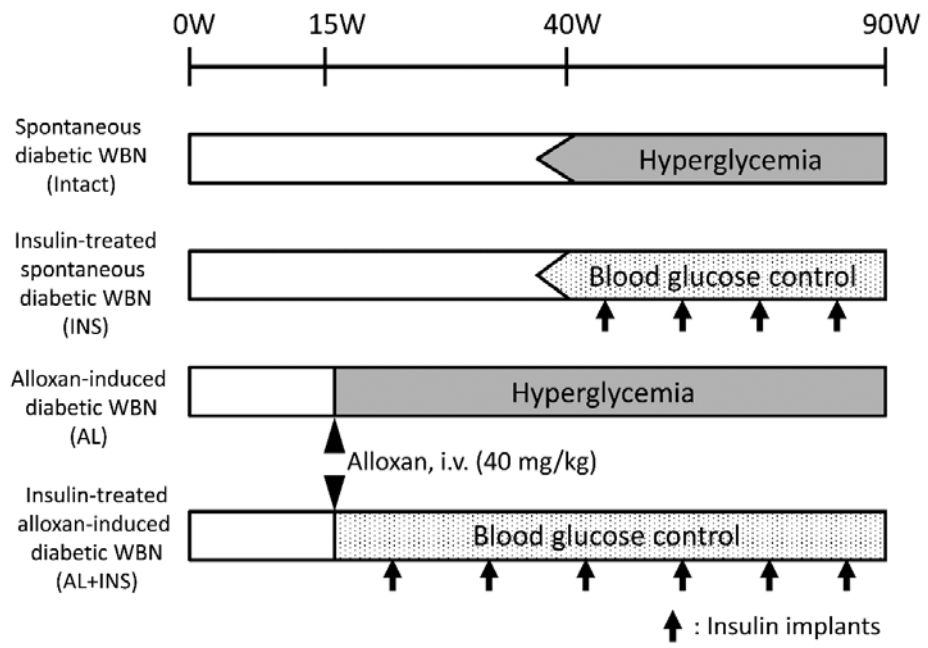 0W 15W 40W 90W
Spontaneous
diabetic WBN
(Intact)
Hyperglycemia
Insulin-treated
spontaneous
diabetic WBN
(INS)
Blood glucose control
Alloxan-induced
diabetic WBN
(AL)
Hyperglycemia
Alloxan, i.v. (40 mg/kg)
Insulin-treated
alloxan-induced
diabetic WBN
(AL+INS)
Blood glucose control
: Insulin implants